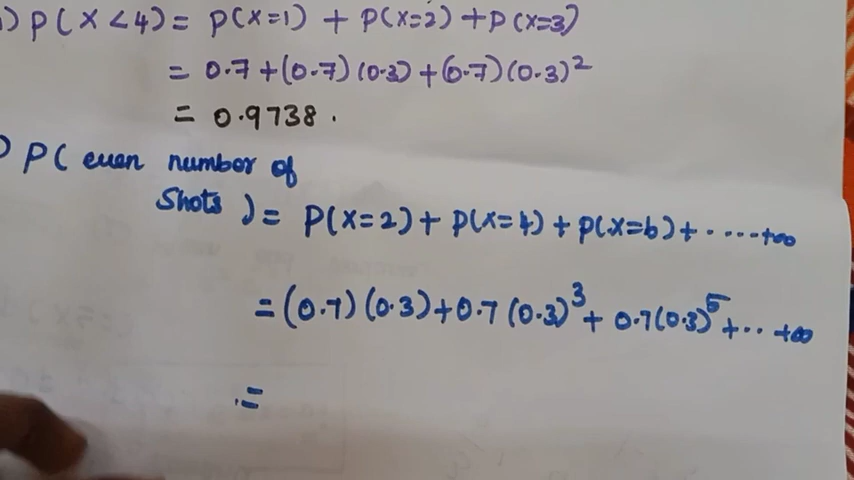 ) P(X<4) = P(X=1) + P(X=2) + P(X=3)
= 0.7 + (0.7) (0.3) + (0.7) (0.3)²
= 0.9738.
) P( even number of
Shots ) = P(X=2) + P(X=4) + P(X=6) + ..... +∞
= (0.7) (0.3) + 0.7 (0.3)³ + 0.7(0.3)⁵ + ... +∞
.=